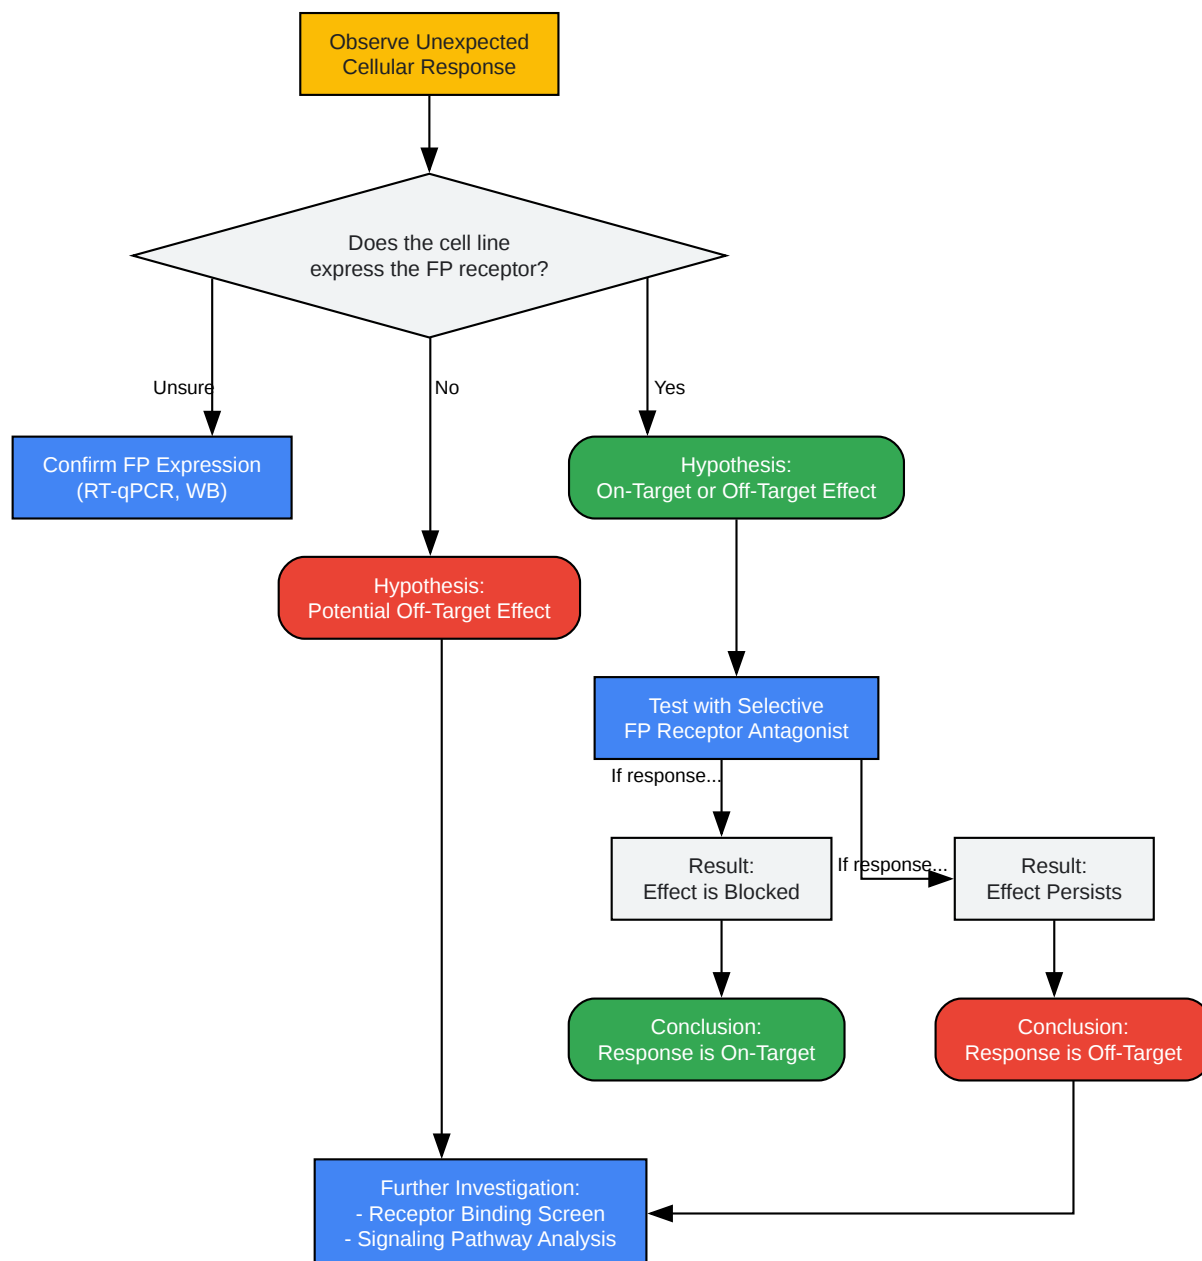 Observe Unexpected
Cellular Response
Does the cell line
express the FP receptor?
Unsure
No
Yes
Confirm FP Expression
(RT-qPCR, WB)
Hypothesis:
On-Target or Off-Target Effect
Hypothesis:
Potential Off-Target Effect
Test with Selective
FP Receptor Antagonist
If response...
If response...
Result:
Effect is Blocked
Result:
Effect Persists
Conclusion:
Response is On-Target
Conclusion:
Response is Off-Target
Further Investigation:
- Receptor Binding Screen
- Signaling Pathway Analysis